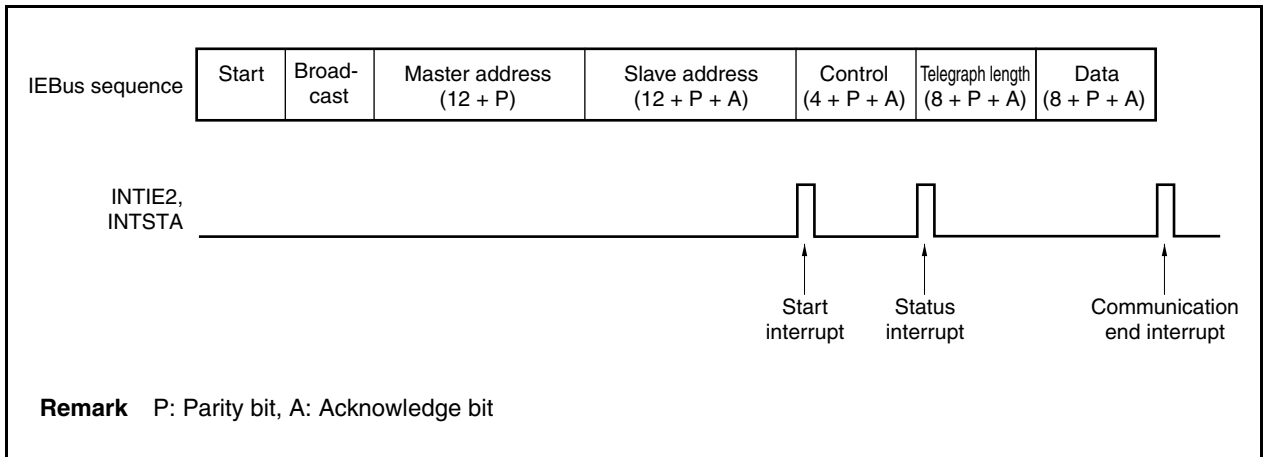 IEBus sequence
Start
Broad-
cast
Master address
(12 + P)
Slave address
(12 + P + A)
Control
(4 + P + A)
Telegraph length
(8 + P + A)
Data
(8 + P + A)
INTIE2,
INTSTA
Start
interrupt
Status
interrupt
Communication
end interrupt
Remark P: Parity bit, A: Acknowledge bit